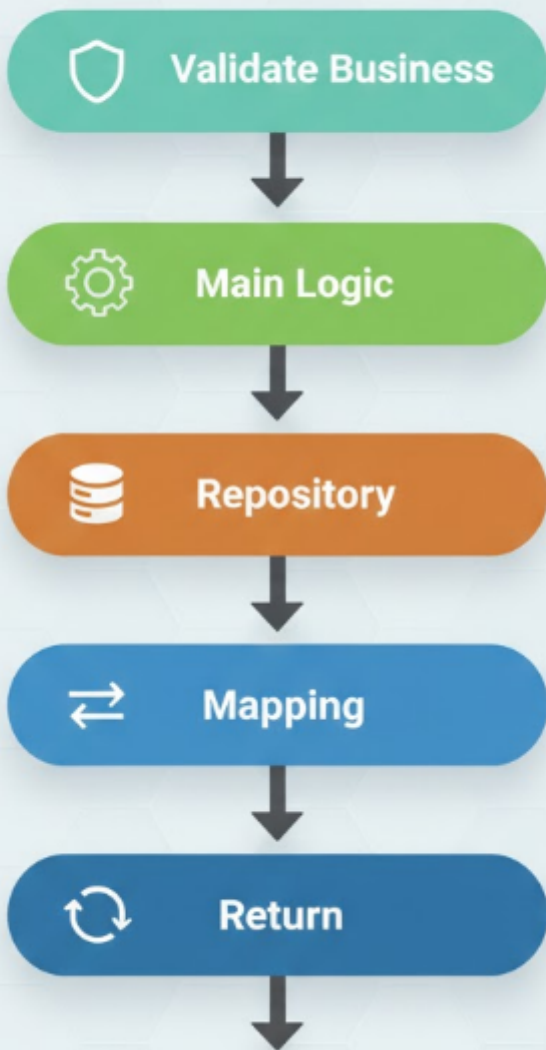 Validate Business
Main Logic
Repository
Mapping
Return